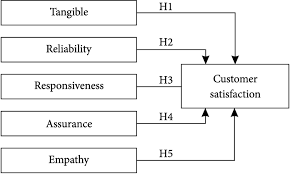 Tangible
H1
Reliability
H2
Responsiveness
H3
Customer
satisfaction
Assurance
H4
Empathy
H5